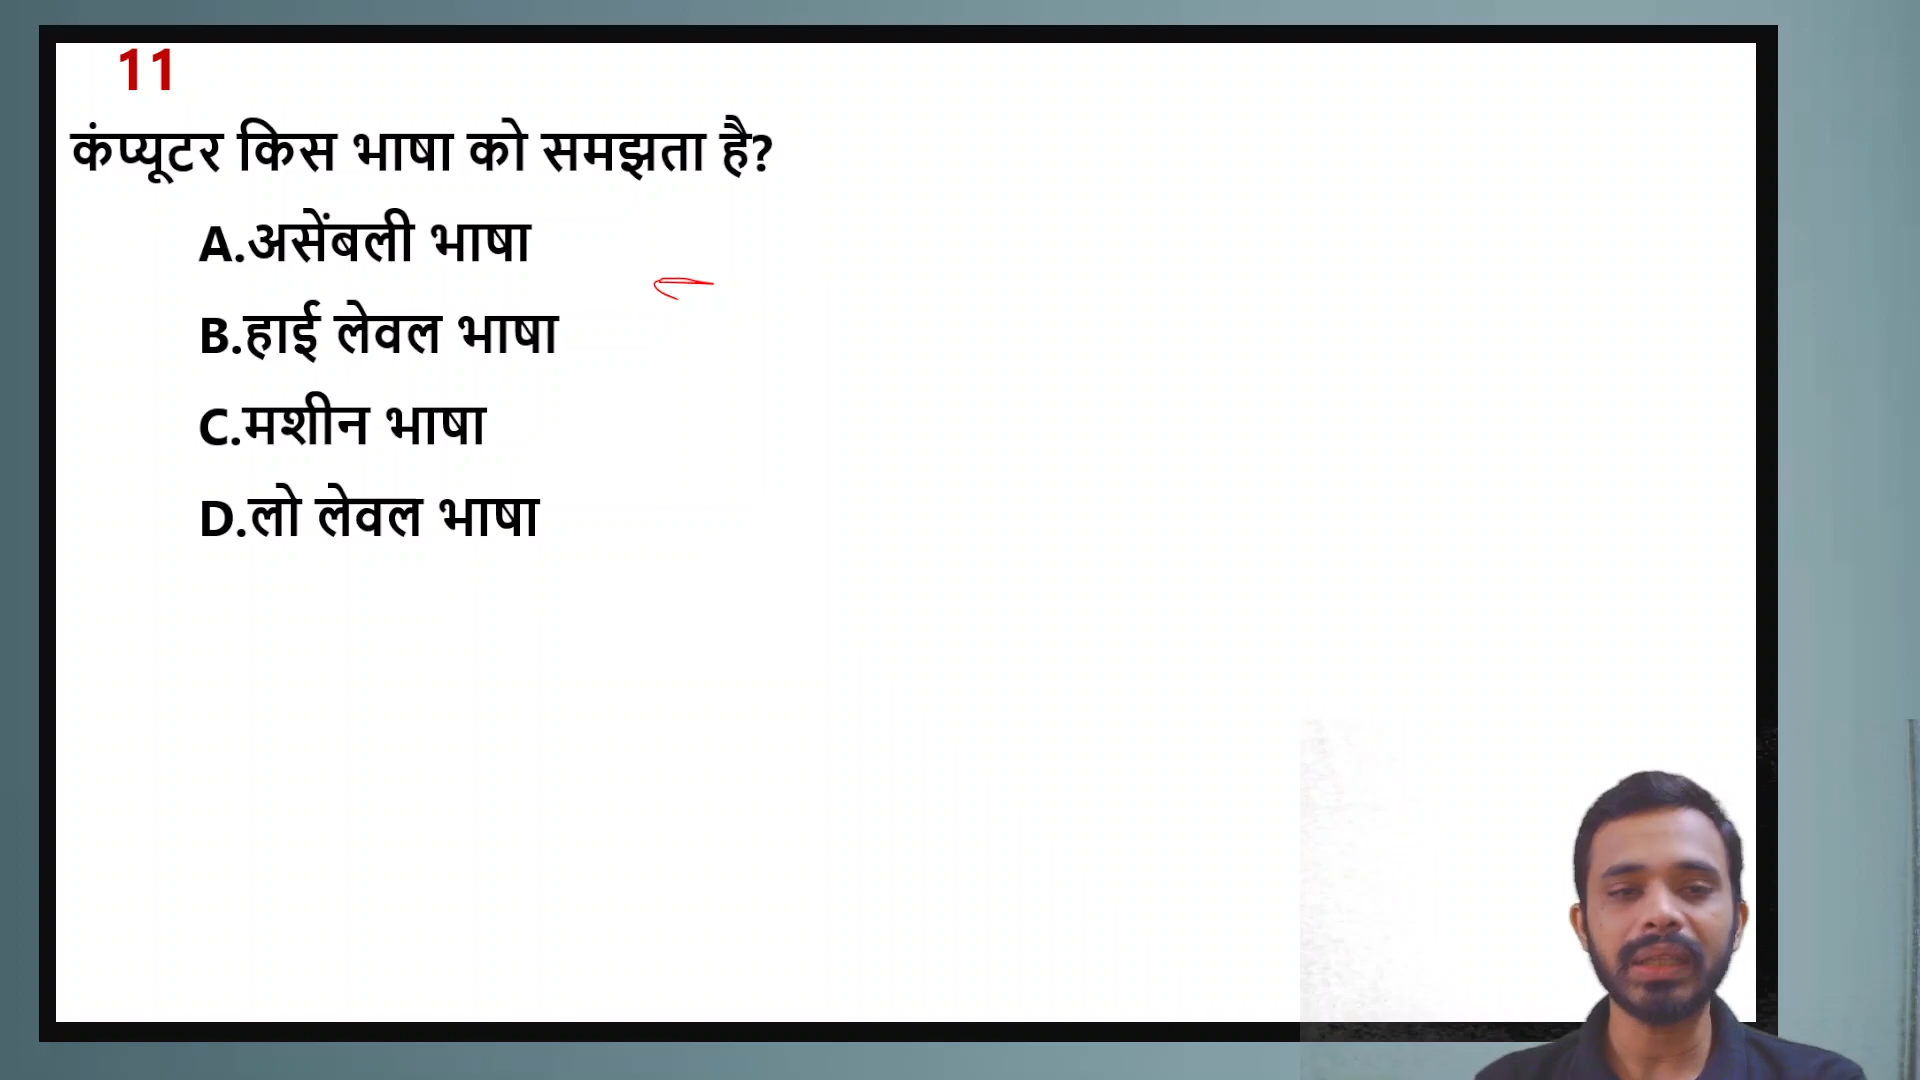 11
कंप्यूटर किस भाषा को समझता है?
A.असेंबली भाषा
B.हाई लेवल भाषा
C.मशीन भाषा
D.लो लेवल भाषा